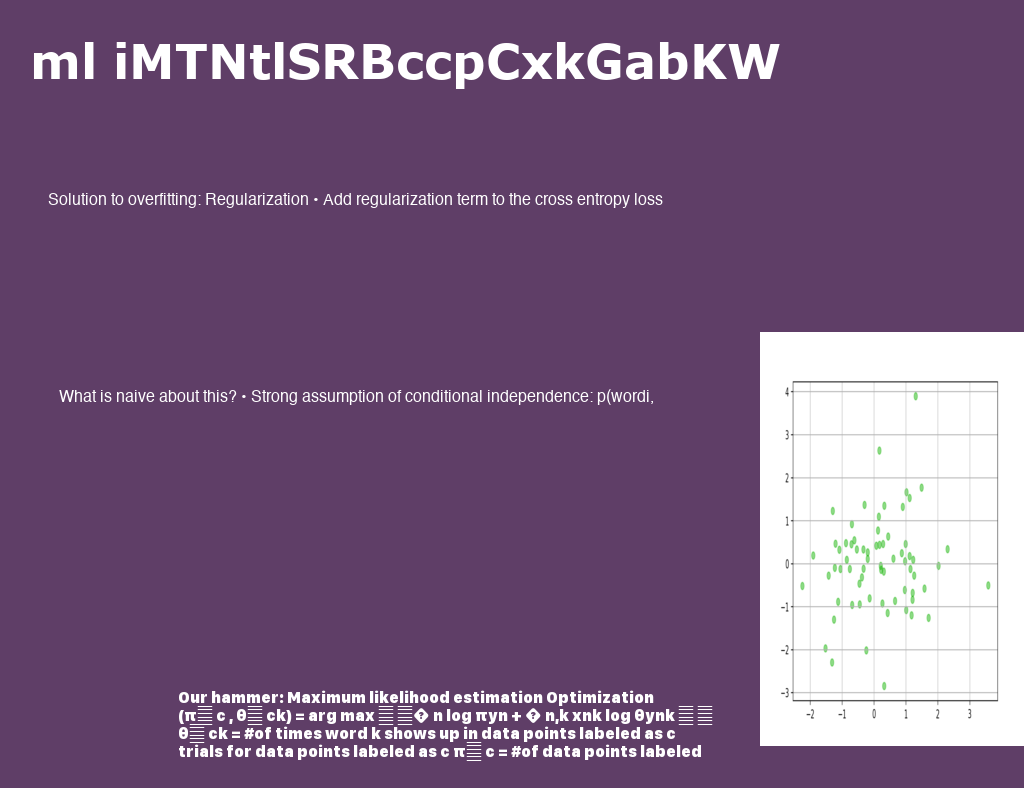 ml iMTNtlSRBccpCxkGabKW
Solution to overfitting: Regularization • Add regularization term to the cross entropy loss
What is naive about this? • Strong assumption of conditional independence: p(wordi,
4
3
2
1
0
−1
−2
−3
−2 −1 0 1 2 3
Our hammer: Maximum likelihood estimation Optimization
(π c , θ ck) = arg max � n log πyn + � n,k xnk log θynk
θ ck = #of times word k shows up in data points labeled as c
trials for data points labeled as c π c = #of data points labeled